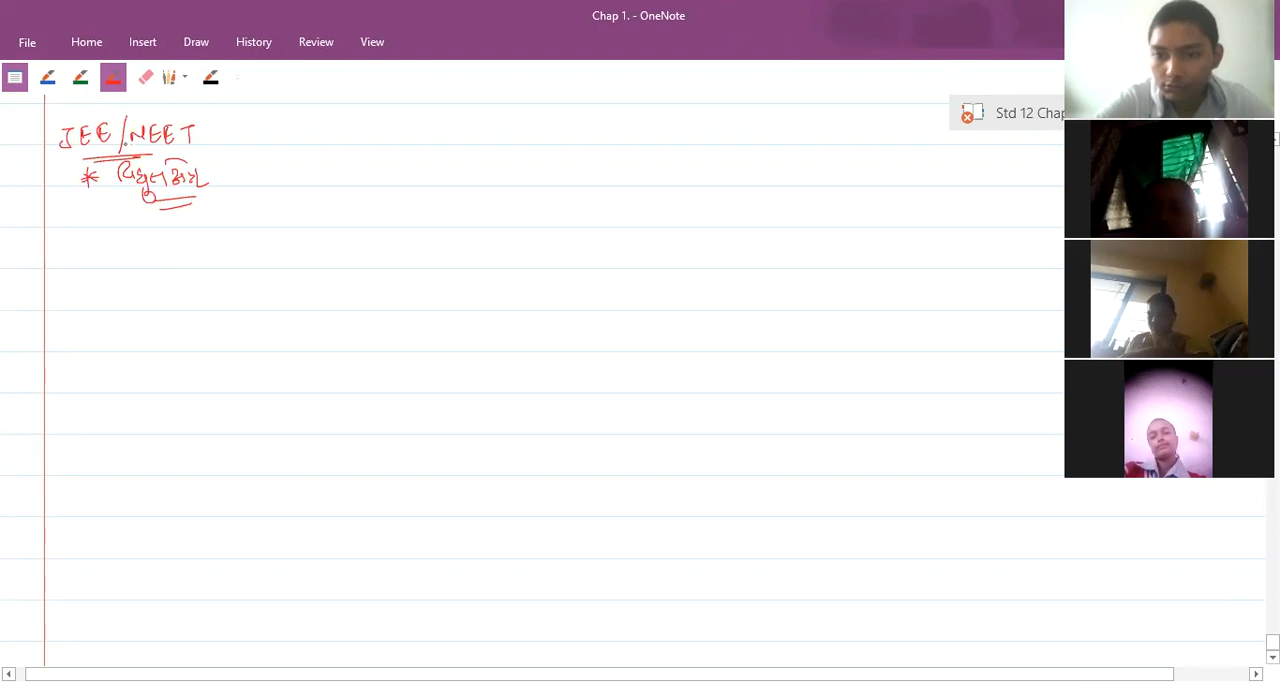 Chap 1. - OneNote
File Home Insert Draw History Review View
Std 12 Chap
JEE/NEET
* વિદ્યુતભાર